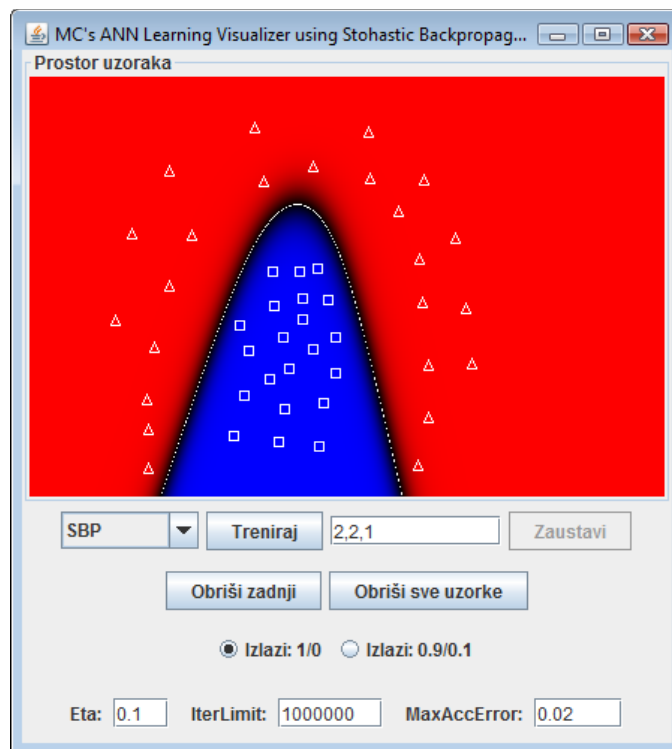 MC's ANN Learning Visualizer using Stohastic Backpropag...
Prostor uzoraka
SBP
Treniraj
2,2,1
Zaustavi
Obriši zadnji
Obriši sve uzorke
Izlazi: 1/0
Izlazi: 0.9/0.1
Eta: 0.1
IterLimit: 1000000
MaxAccError: 0.02